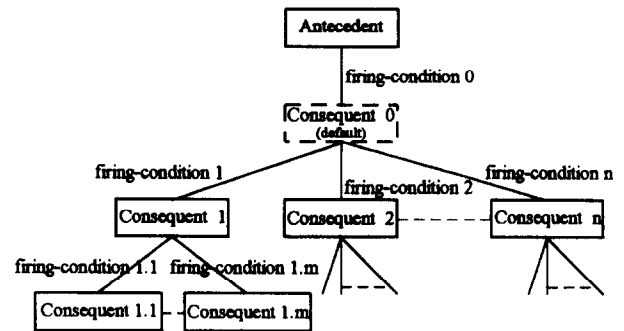 Antecedent
firing-condition 0
Consequent 0
(default)
firing-condition 1
firing-condition 2
firing-condition n
Consequent 1
Consequent 2
Consequent n
firing-condition 1.1
firing-condition 1.m
Consequent 1.1
Consequent 1.m